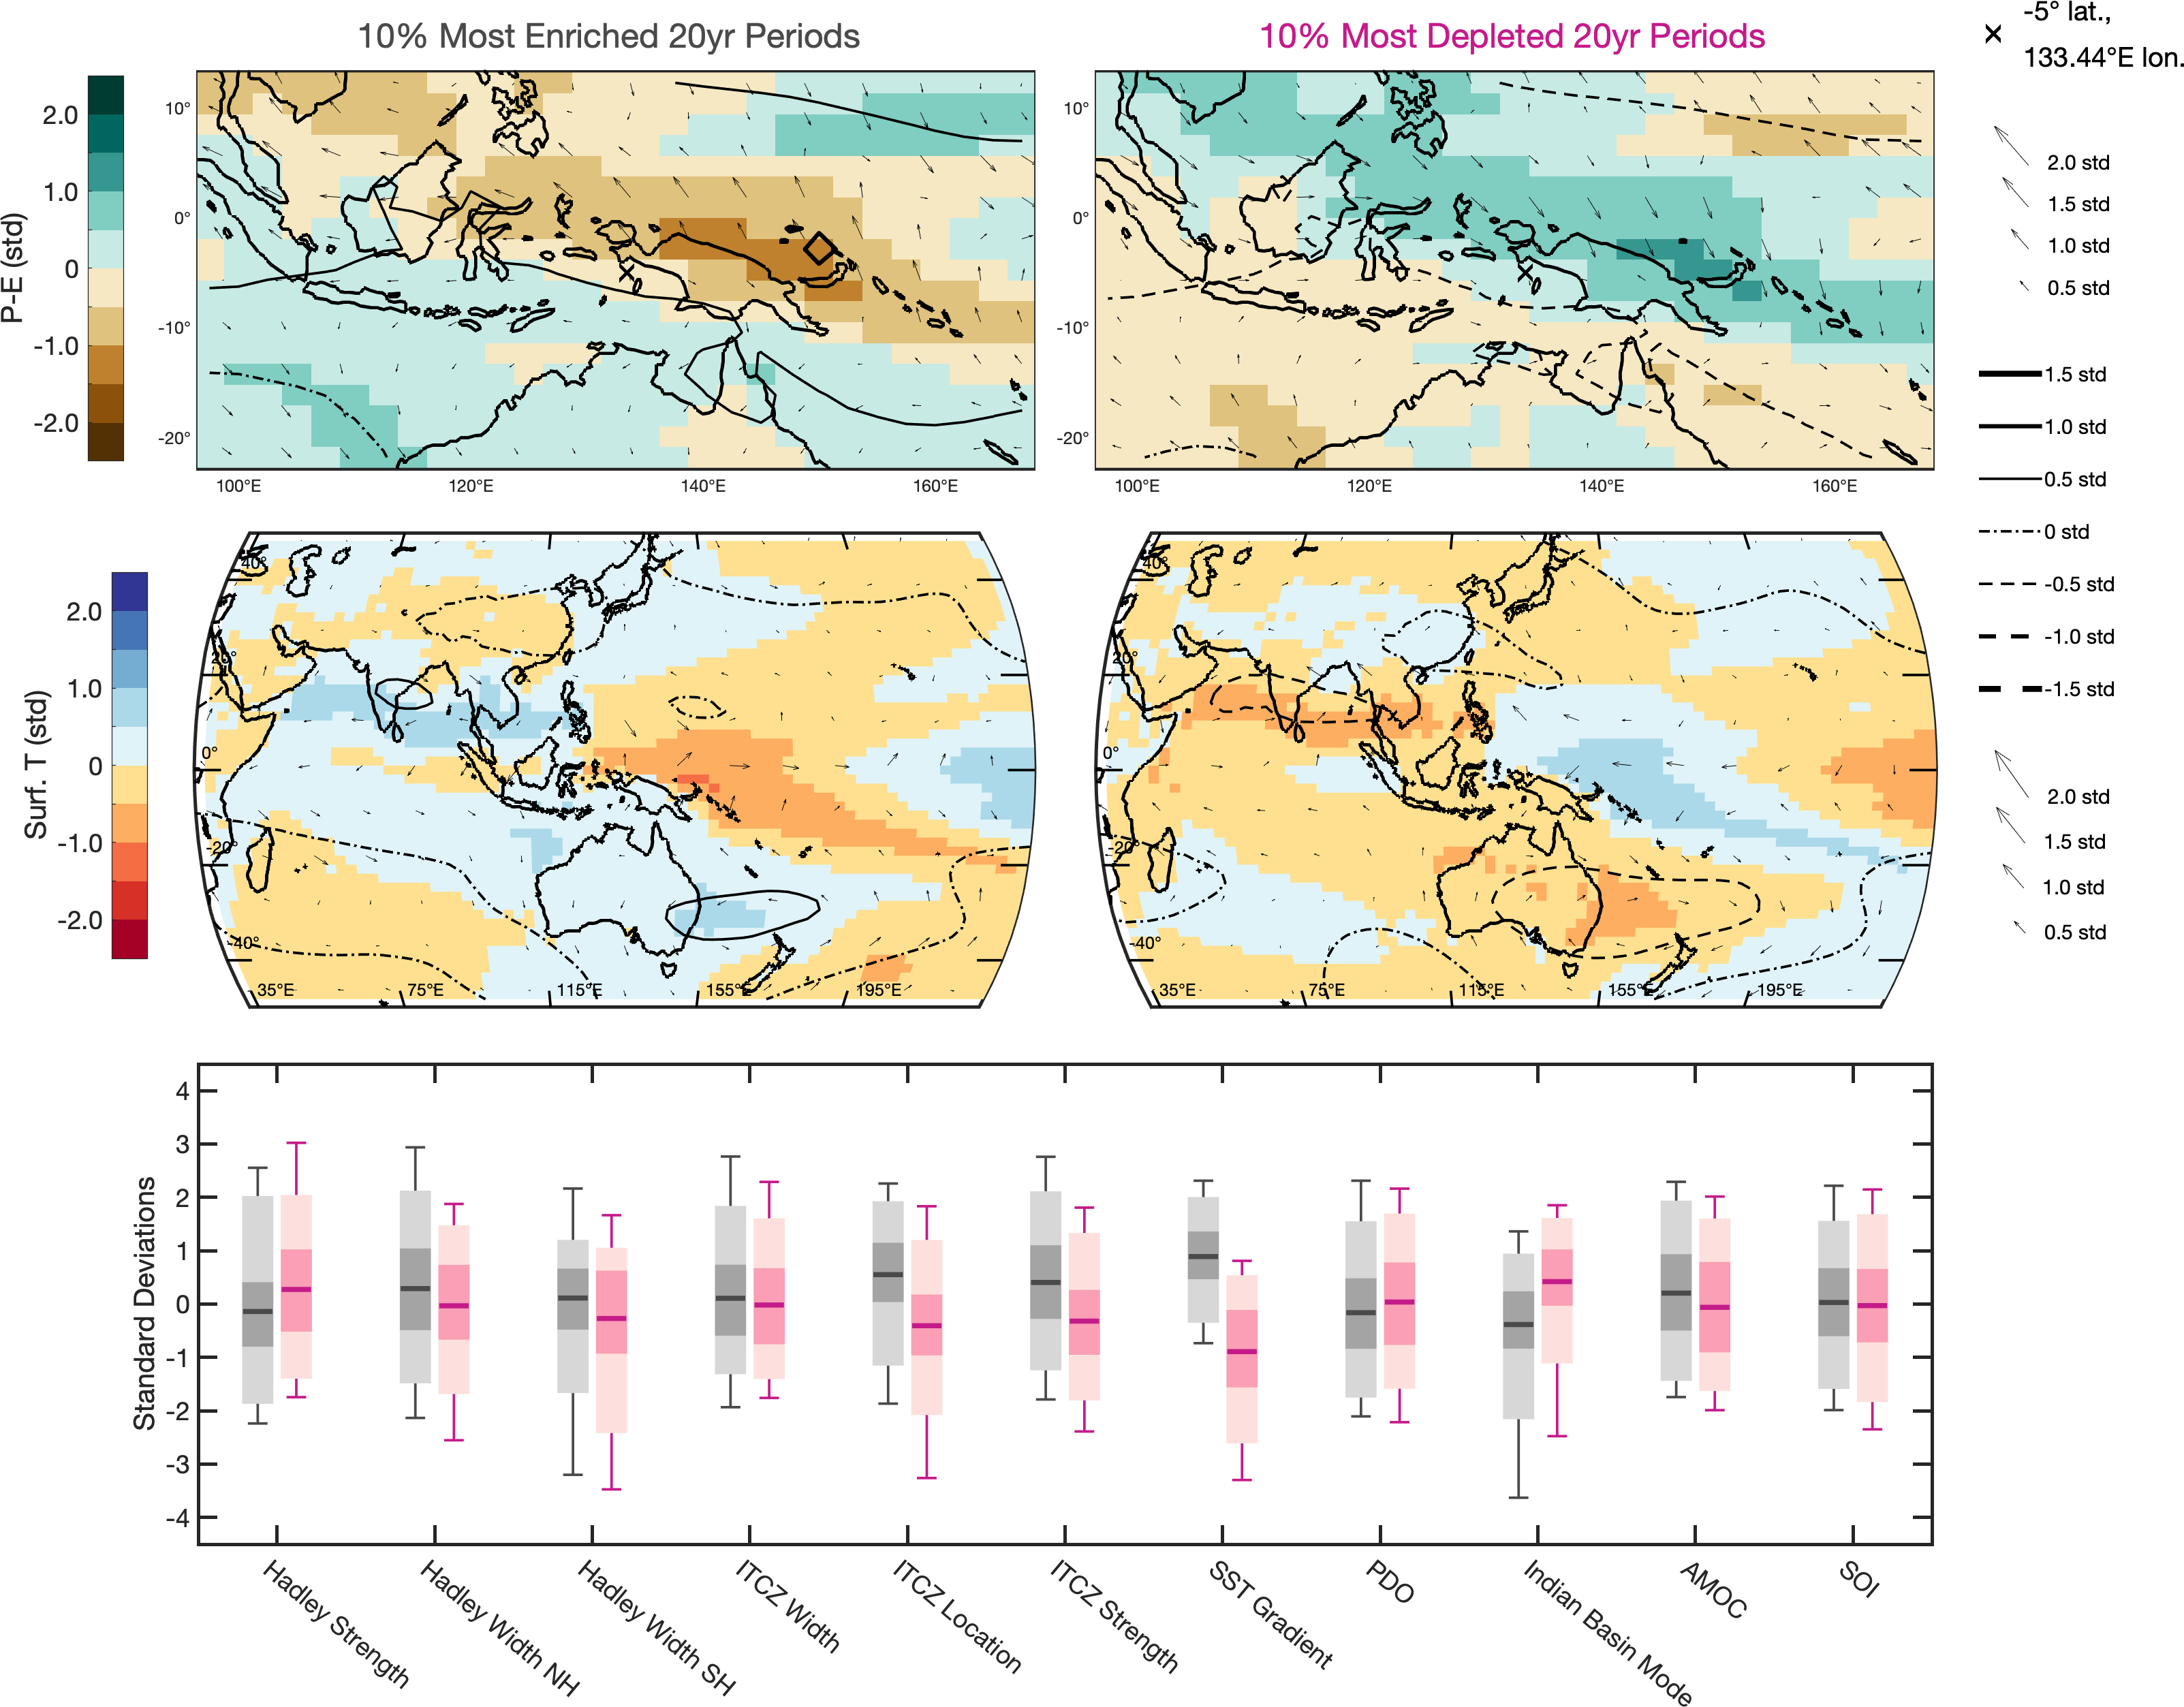 10% Most Enriched 20yr Periods
10% Most Depleted 20yr Periods
-5° lat.,
133.44°E lon.
P-E (std)
2.0
1.0
0
-1.0
-2.0
10°
0°
-10°
-20°
100°E
120°E
140°E
160°E
10°
0°
-10°
-20°
100°E
120°E
140°E
160°E
2.0 std
1.5 std
1.0 std
0.5 std
1.5 std
1.0 std
0.5 std
0 std
-0.5 std
-1.0 std
-1.5 std
Surf. T (std)
2.0
1.0
0
-1.0
-2.0
40°
20°
0°
-20°
-40°
35°E
75°E
115°E
155°E
195°E
40°
20°
0°
-20°
-40°
35°E
75°E
115°E
155°E
195°E
2.0 std
1.5 std
1.0 std
0.5 std
Standard Deviations
4
3
2
1
0
-1
-2
-3
-4
Hadley Strength
Hadley Width NH
Hadley Width SH
ITCZ Width
ITCZ Location
ITCZ Strength
SST Gradient
PDO
Indian Basin Mode
AMOC
SOI